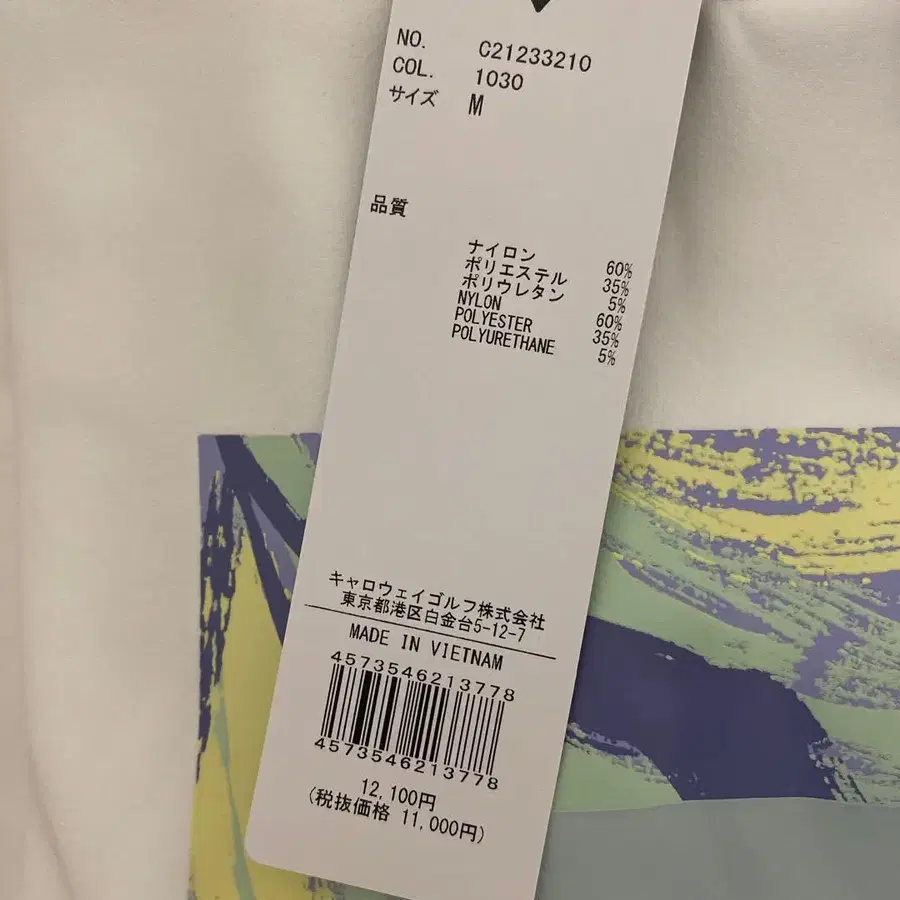 NO. C21233210
COL. 1030
サイズ M
品質
ナイロン 60%
ポリエステル 35%
ポリウレタン 5%
NYLON 60%
POLYESTER 35%
POLYURETHANE 5%
キャロウェイゴルフ株式会社
東京都港区白金台5-12-7
MADE IN VIETNAM
4573546213778
4573546213778
12,100円
(税抜価格 11,000円)